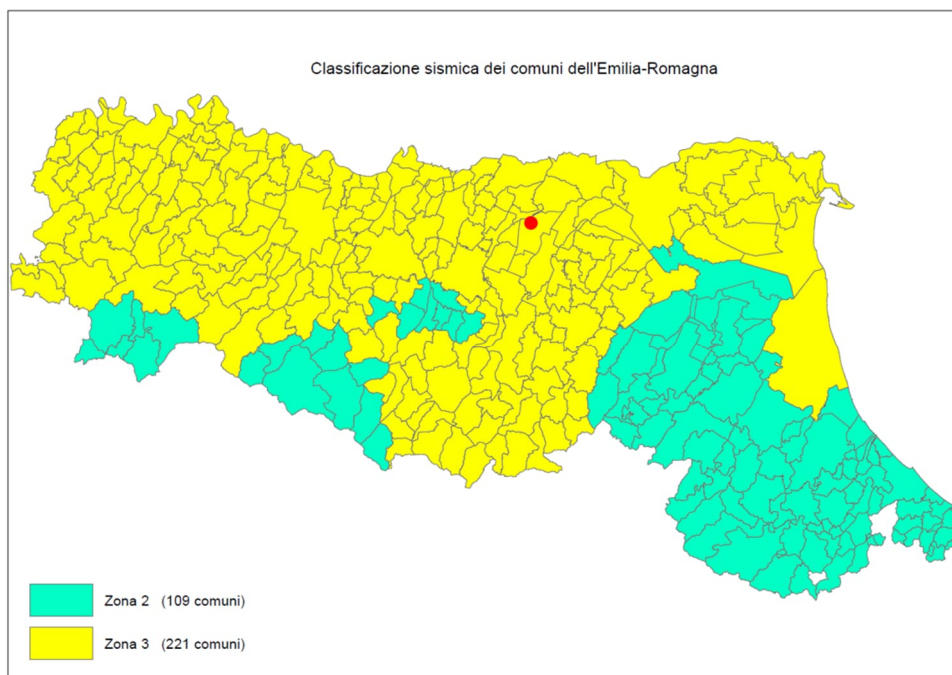 Classificazione sismica dei comuni dell'Emilia-Romagna
Zona 2 (109 comuni)
Zona 3 (221 comuni)